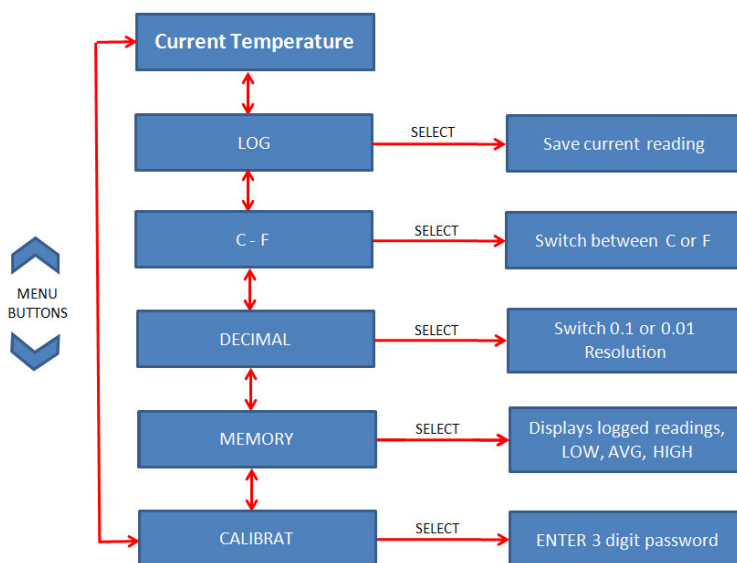 Current Temperature
LOG
SELECT
Save current reading
C - F
SELECT
Switch between C or F
MENU
BUTTONS
DECIMAL
SELECT
Switch 0.1 or 0.01
Resolution
MEMORY
SELECT
Displays logged readings,
LOW, AVG, HIGH
CALIBRAT
SELECT
ENTER 3 digit password